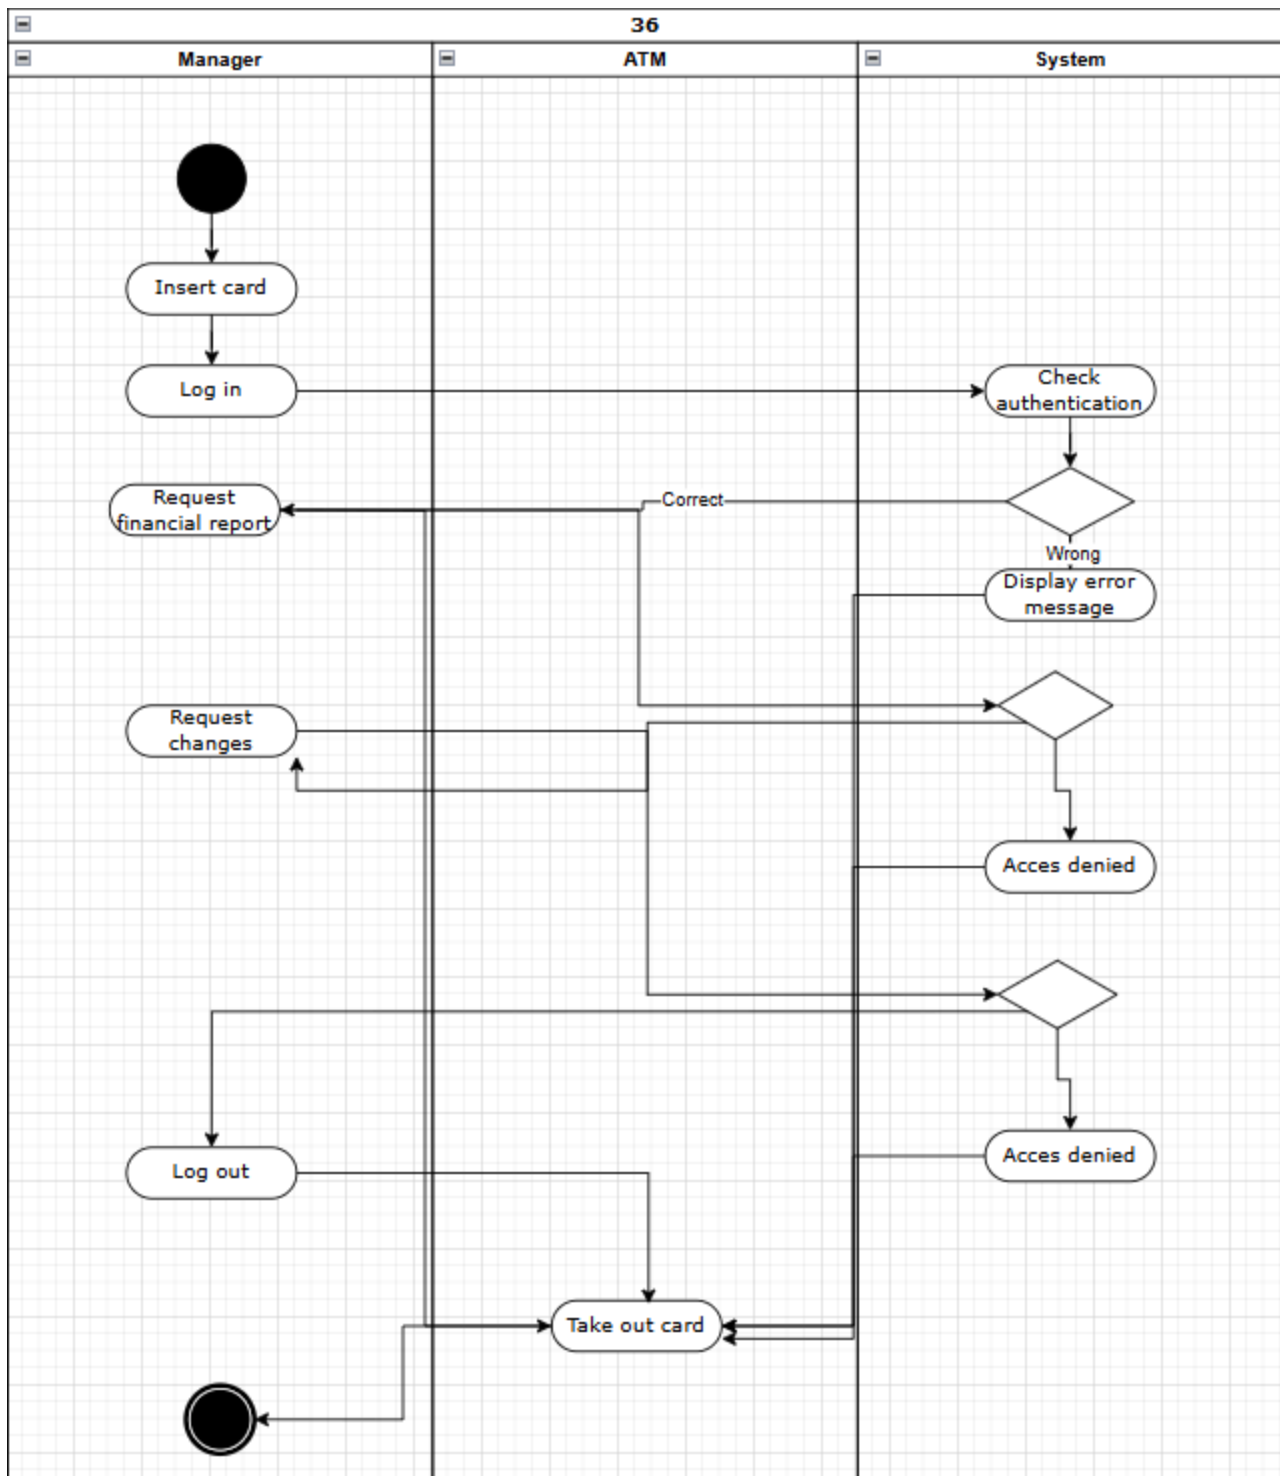 36
Manager
ATM
System
Insert card
Log in
Check
authentication
Request
financial report
Correct
Wrong
Display error
message
Request
changes
Acces denied
Acces denied
Log out
Take out card